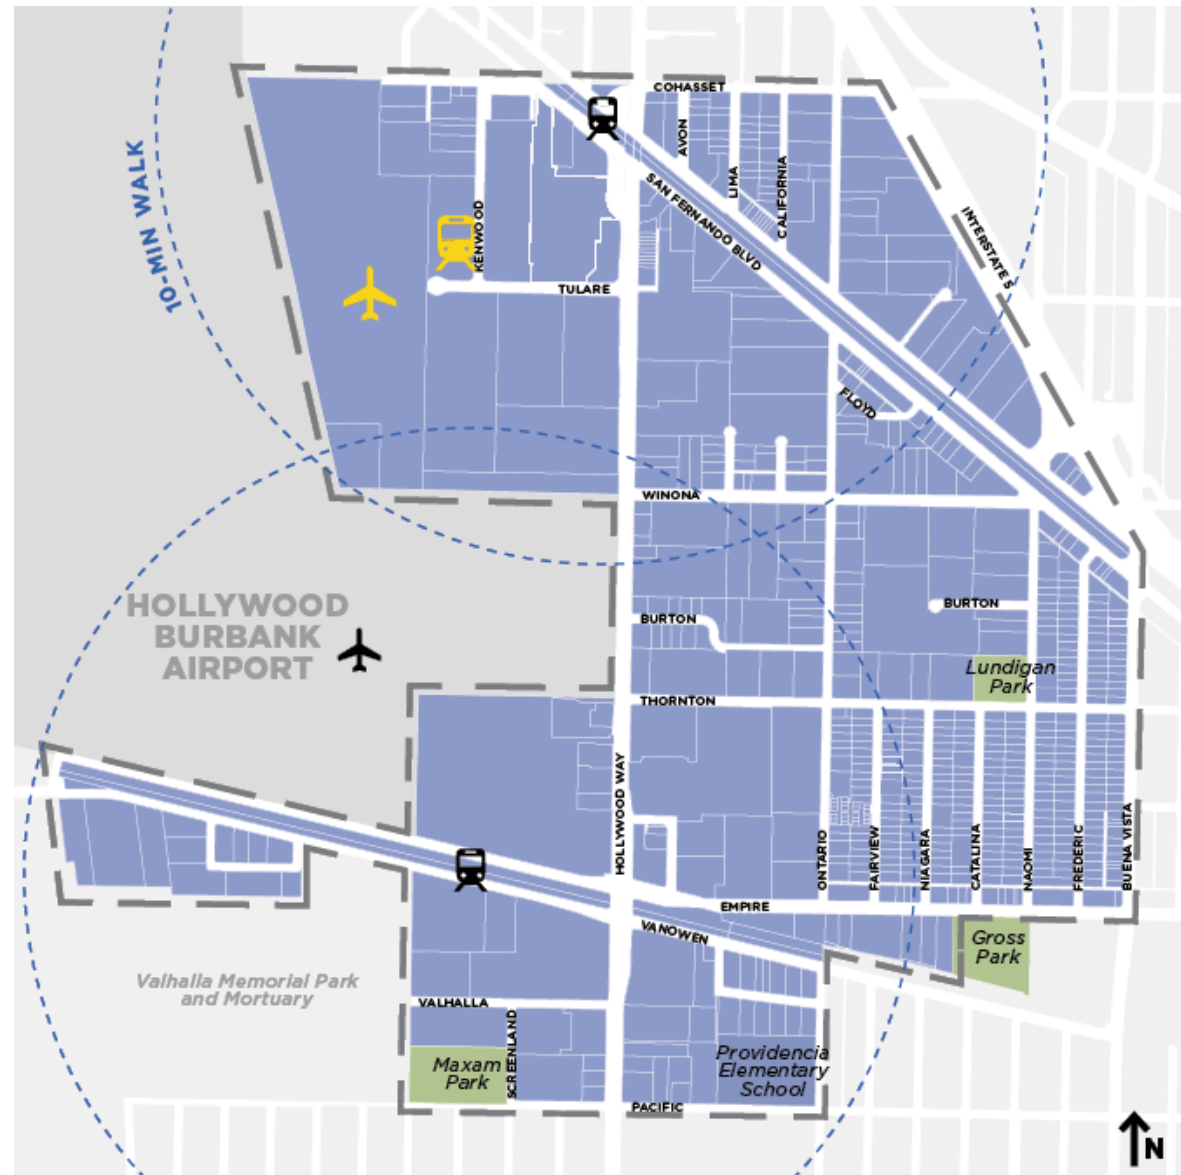 COHASSET
AVON
LIMA
CALIFORNIA
10-MIN WALK
KENWOOD
SAN FERNANDO BLVD
INTERSTATE 5
TULARE
FLOYD
WINONA
HOLLYWOOD
BURBANK
AIRPORT
BURTON
BURTON
Lundigan
Park
THORNTON
HOLLYWOOD WAY
ONTARIO
FAIRVIEW
NIAGARA
CATALINA
NAOMI
FREDERIC
BUENA VISTA
EMPIRE
VANOWEN
Gross
Park
Valhalla Memorial Park
and Mortuary
VALHALLA
SCREENLAND
Maxam
Park
Providencia
Elementary
School
PACIFIC
N